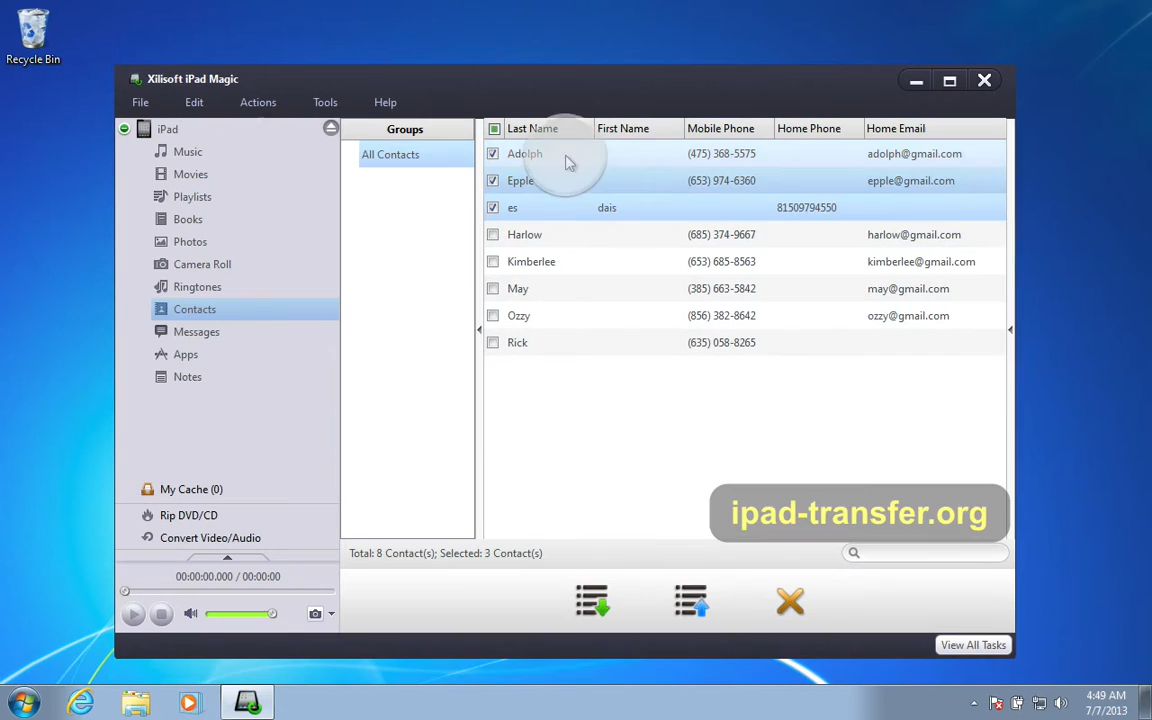 Recycle Bin
Xilisoft iPad Magic
File Edit Actions Tools Help
iPad
Music
Movies
Playlists
Books
Photos
Camera Roll
Ringtones
Contacts
Messages
Apps
Notes
My Cache (0)
Rip DVD/CD
Convert Video/Audio
00:00:00.000 / 00:00:00
Groups
All Contacts
Last Name First Name Mobile Phone Home Phone Home Email
Adolph (475) 368-5575 adolph@gmail.com
Epple (653) 974-6360 epple@gmail.com
es dais 81509794550
Harlow (685) 374-9667 harlow@gmail.com
Kimberlee (653) 685-8563 kimberlee@gmail.com
May (385) 663-5842 may@gmail.com
Ozzy (856) 382-8642 ozzy@gmail.com
Rick (635) 058-8265
ipad-transfer.org
Total: 8 Contact(s); Selected: 3 Contact(s)
View All Tasks
4:49 AM
7/7/2013